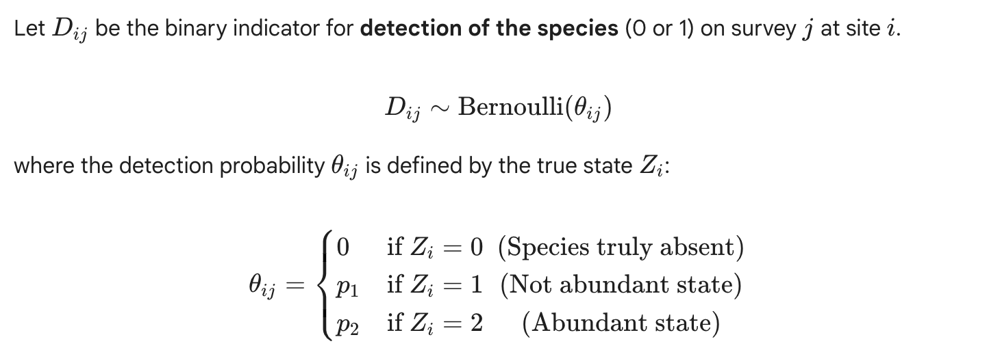 Let $D_{ij}$ be the binary indicator for **detection of the species** (0 or 1) on survey $j$ at site $i$.
$D_{ij} \sim \text{Bernoulli}(\theta_{ij})$
where the detection probability $\theta_{ij}$ is defined by the true state $Z_i$:
$\theta_{ij} = \begin{cases} 0 & \text{if } Z_i = 0 \text{ (Species truly absent)} \\ p_1 & \text{if } Z_i = 1 \text{ (Not abundant state)} \\ p_2 & \text{if } Z_i = 2 \text{ (Abundant state)} \end{cases}$